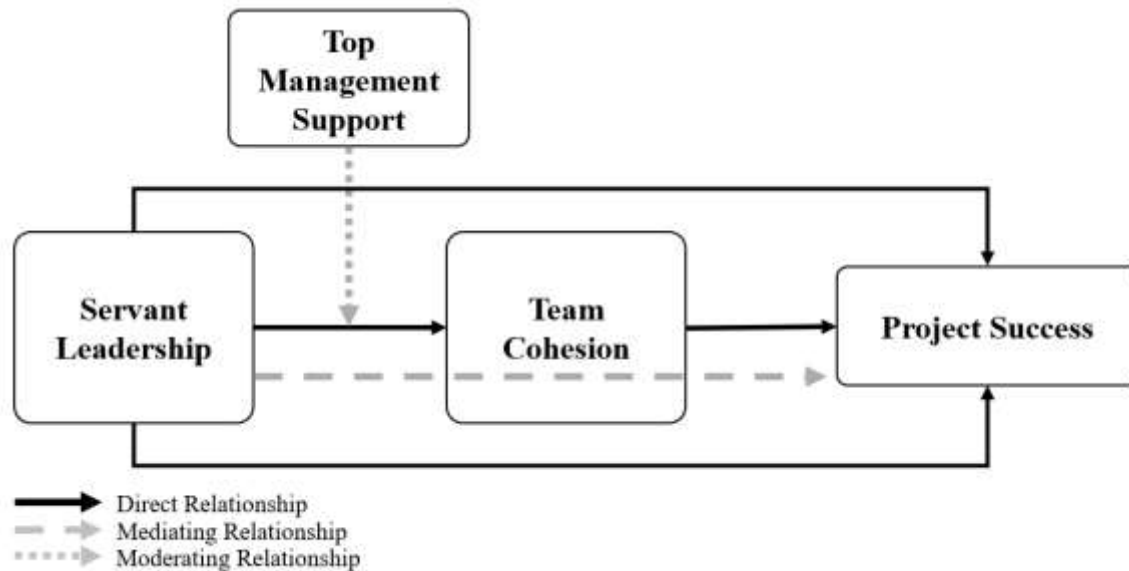 Top
Management
Support
Servant
Leadership
Team
Cohesion
Project Success
Direct Relationship
Mediating Relationship
Moderating Relationship